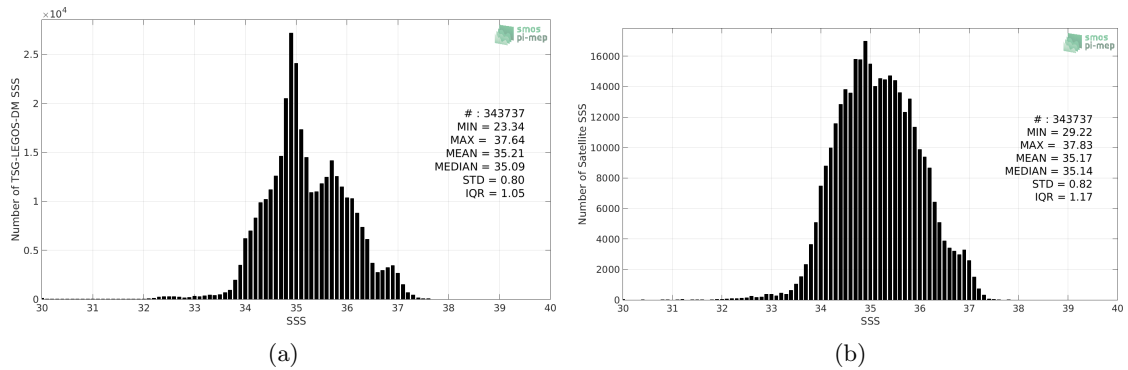 ×10⁴
2.5
2
1.5
1
0.5
0
30 31 32 33 34 35 36 37 38 39 40
SSS
Number of TSG-LEGOS-DM SSS
smos
pi-mep
# : 343737
MIN = 23.34
MAX = 37.64
MEAN = 35.21
MEDIAN = 35.09
STD = 0.80
IQR = 1.05
(a)
16000
14000
12000
10000
8000
6000
4000
2000
0
30 31 32 33 34 35 36 37 38 39 40
SSS
Number of Satellite SSS
smos
pi-mep
# : 343737
MIN = 29.22
MAX = 37.83
MEAN = 35.17
MEDIAN = 35.14
STD = 0.82
IQR = 1.17
(b)